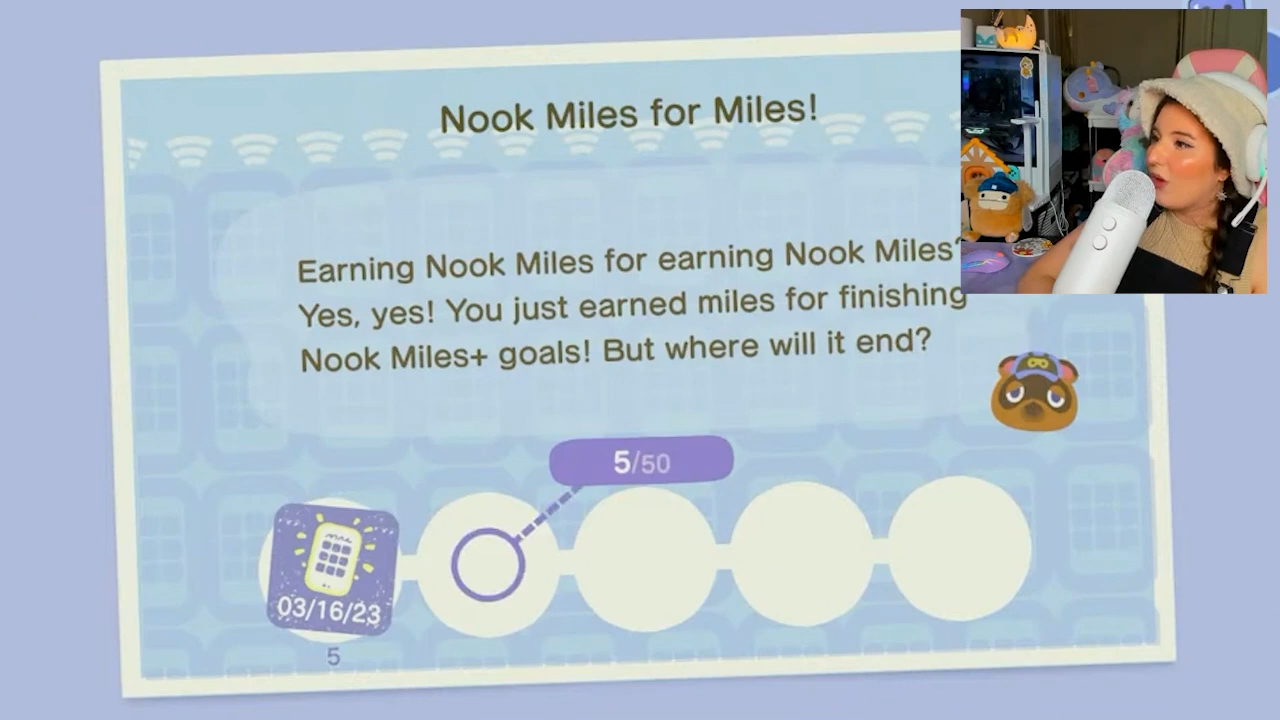 Nook Miles for Miles!
Earning Nook Miles for earning Nook Miles
Yes, yes! You just earned miles for finishing
Nook Miles+ goals! But where will it end?
5/50
03/16/23
5